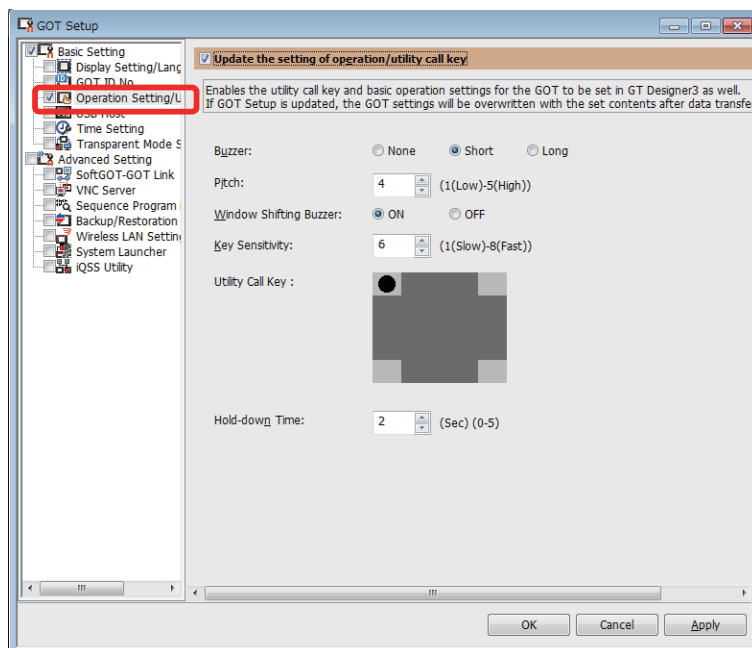 GOT Setup
Basic Setting
Display Setting/Lang
GOT ID No.
Operation Setting/U
USB Host
Time Setting
Transparent Mode S
Advanced Setting
SoftGOT-GOT Link
VNC Server
Sequence Program
Backup/Restoration
Wireless LAN Setting
System Launcher
iQSS Utility
Update the setting of operation/utility call key
Enables the utility call key and basic operation settings for the GOT to be set in GT Designer3 as well.
If GOT Setup is updated, the GOT settings will be overwritten with the set contents after data transfe
Buzzer: None Short Long
Pitch: 4 (1(Low)-5(High))
Window Shifting Buzzer: ON OFF
Key Sensitivity: 6 (1(Slow)-8(Fast))
Utility Call Key :
Hold-down Time: 2 (Sec) (0-5)
OK Cancel Apply